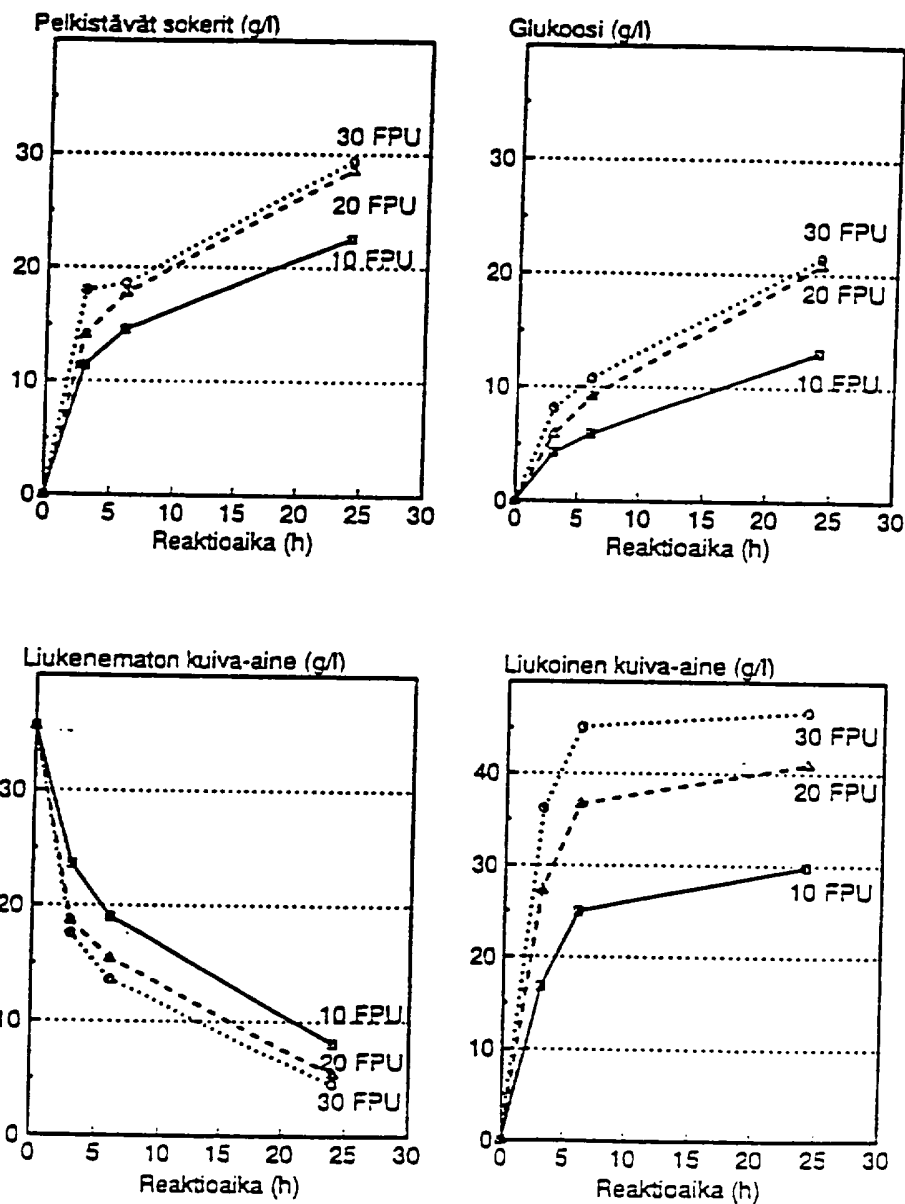 Pelkistävät sokerit (g/l)
30
20
10
0
30 FPU
20 FPU
10 FPU
0 5 10 15 20 25 30
Reaktioaika (h)
Glukoosi (g/l)
30
20
10
0
30 FPU
20 FPU
10 FPU
0 5 10 15 20 25 30
Reaktioaika (h)
Liukenematon kuiva-aine (g/l)
30
20
10
0
10 FPU
20 FPU
30 FPU
0 5 10 15 20 25 30
Reaktioaika (h)
Liukoinen kuiva-aine (g/l)
40
30
20
10
0
30 FPU
20 FPU
10 FPU
0 5 10 15 20 25 30
Reaktioaika (h)